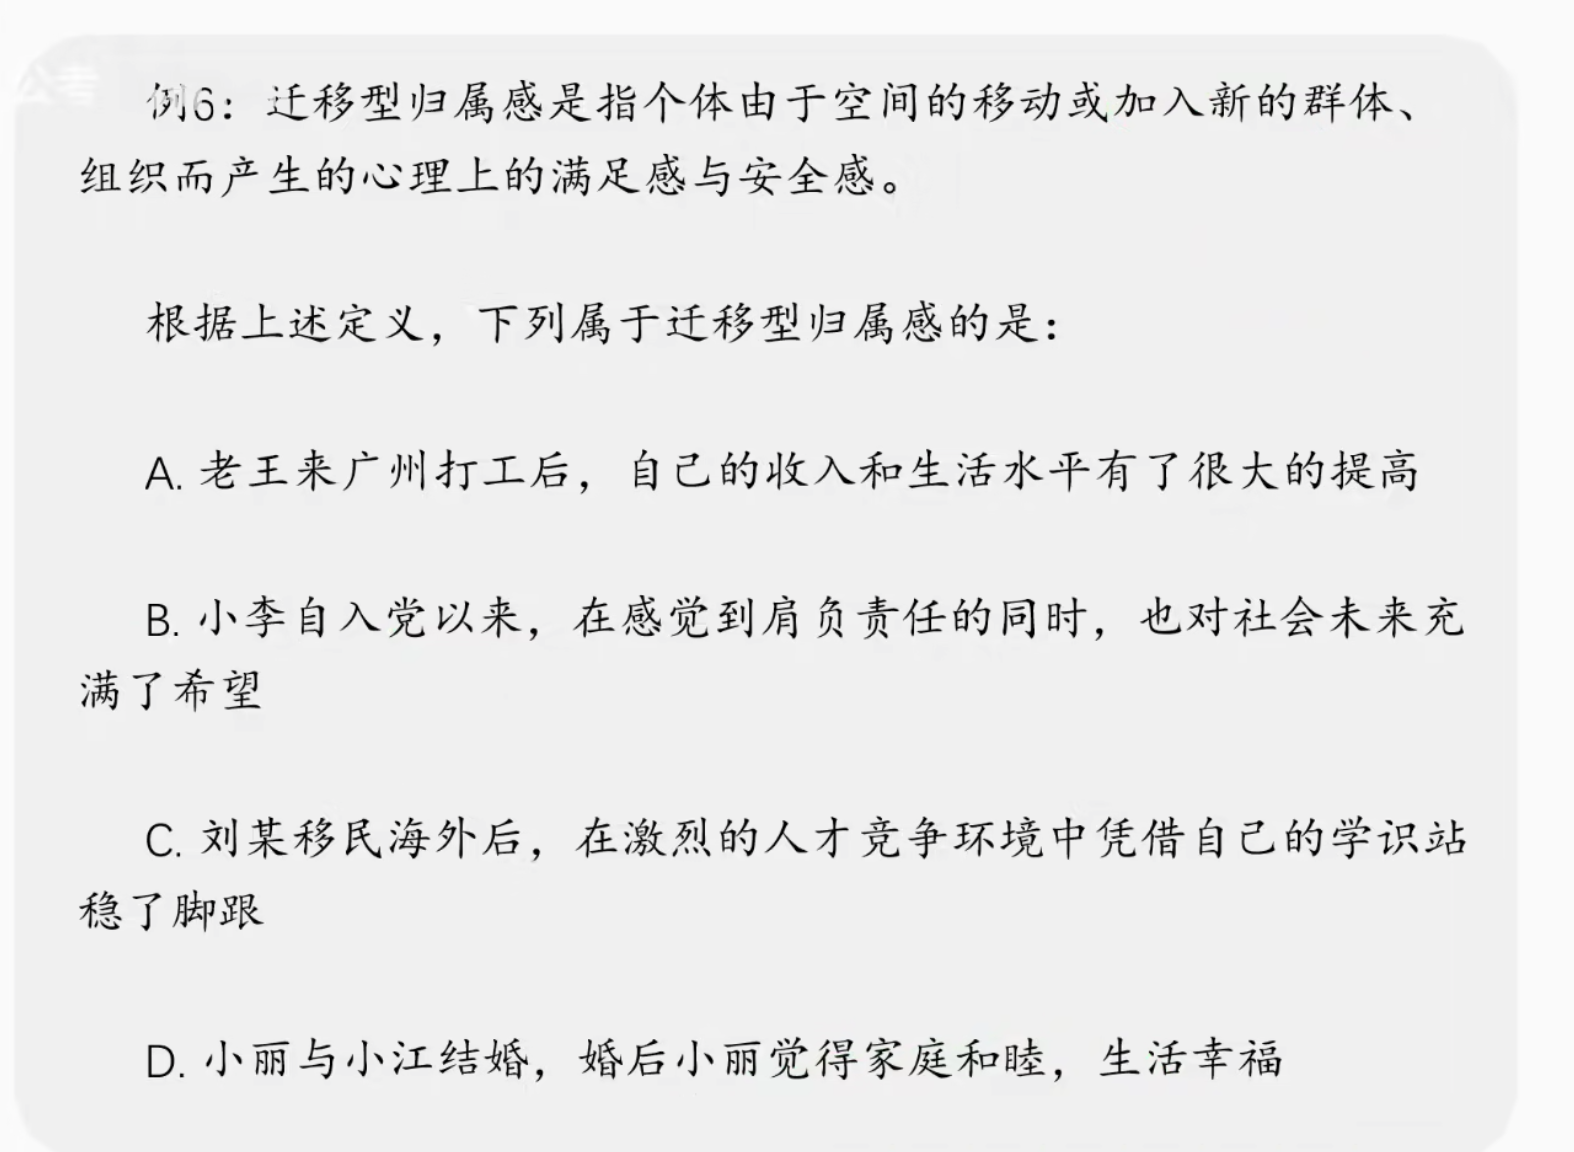 公考
例6：迁移型归属感是指个体由于空间的移动或加入新的群体、
组织而产生的心理上的满足感与安全感。
根据上述定义，下列属于迁移型归属感的是：
A. 老王来广州打工后，自己的收入和生活水平有了很大的提高
B. 小李自入党以来，在感觉到肩负责任的同时，也对社会未来充
满了希望
C. 刘某移民海外后，在激烈的人才竞争环境中凭借自己的学识站
稳了脚跟
D. 小丽与小江结婚，婚后小丽觉得家庭和睦，生活幸福